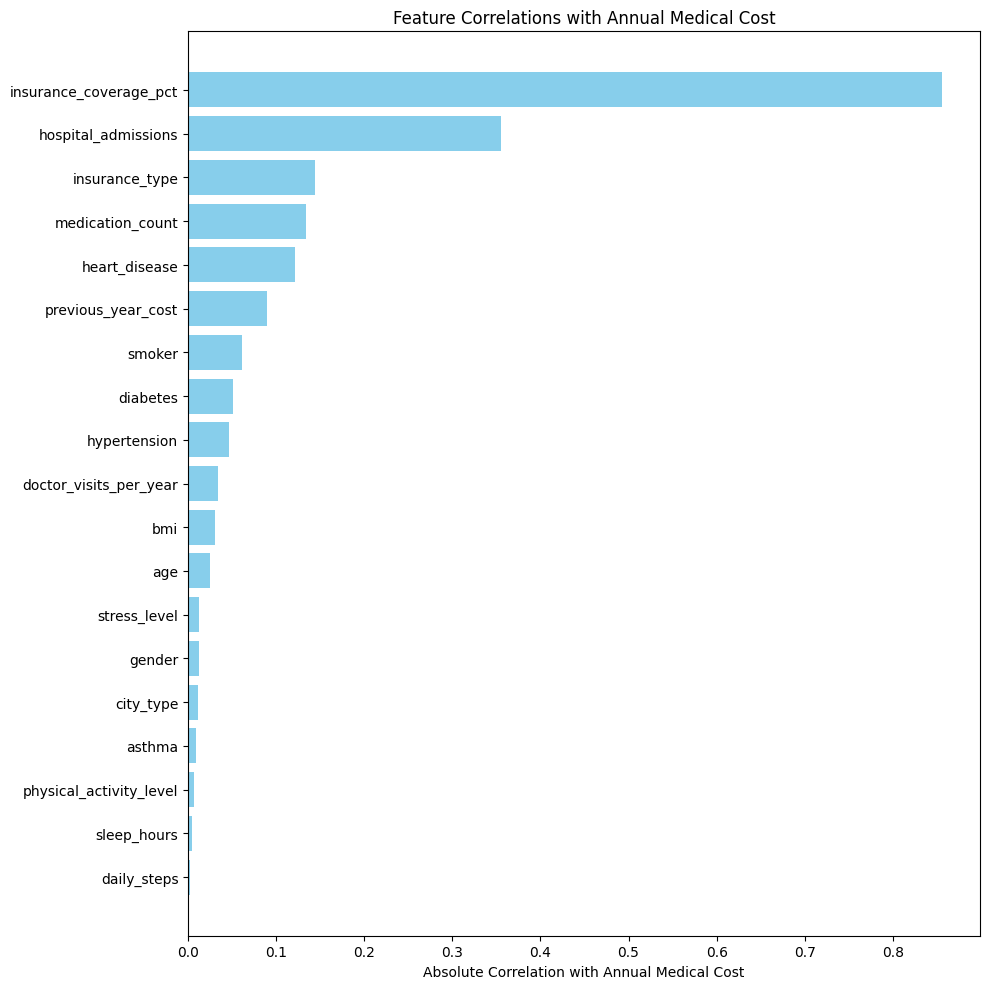 Feature Correlations with Annual Medical Cost
insurance_coverage_pct
hospital_admissions
insurance_type
medication_count
heart_disease
previous_year_cost
smoker
diabetes
hypertension
doctor_visits_per_year
bmi
age
stress_level
gender
city_type
asthma
physical_activity_level
sleep_hours
daily_steps
0.0 0.1 0.2 0.3 0.4 0.5 0.6 0.7 0.8
Absolute Correlation with Annual Medical Cost